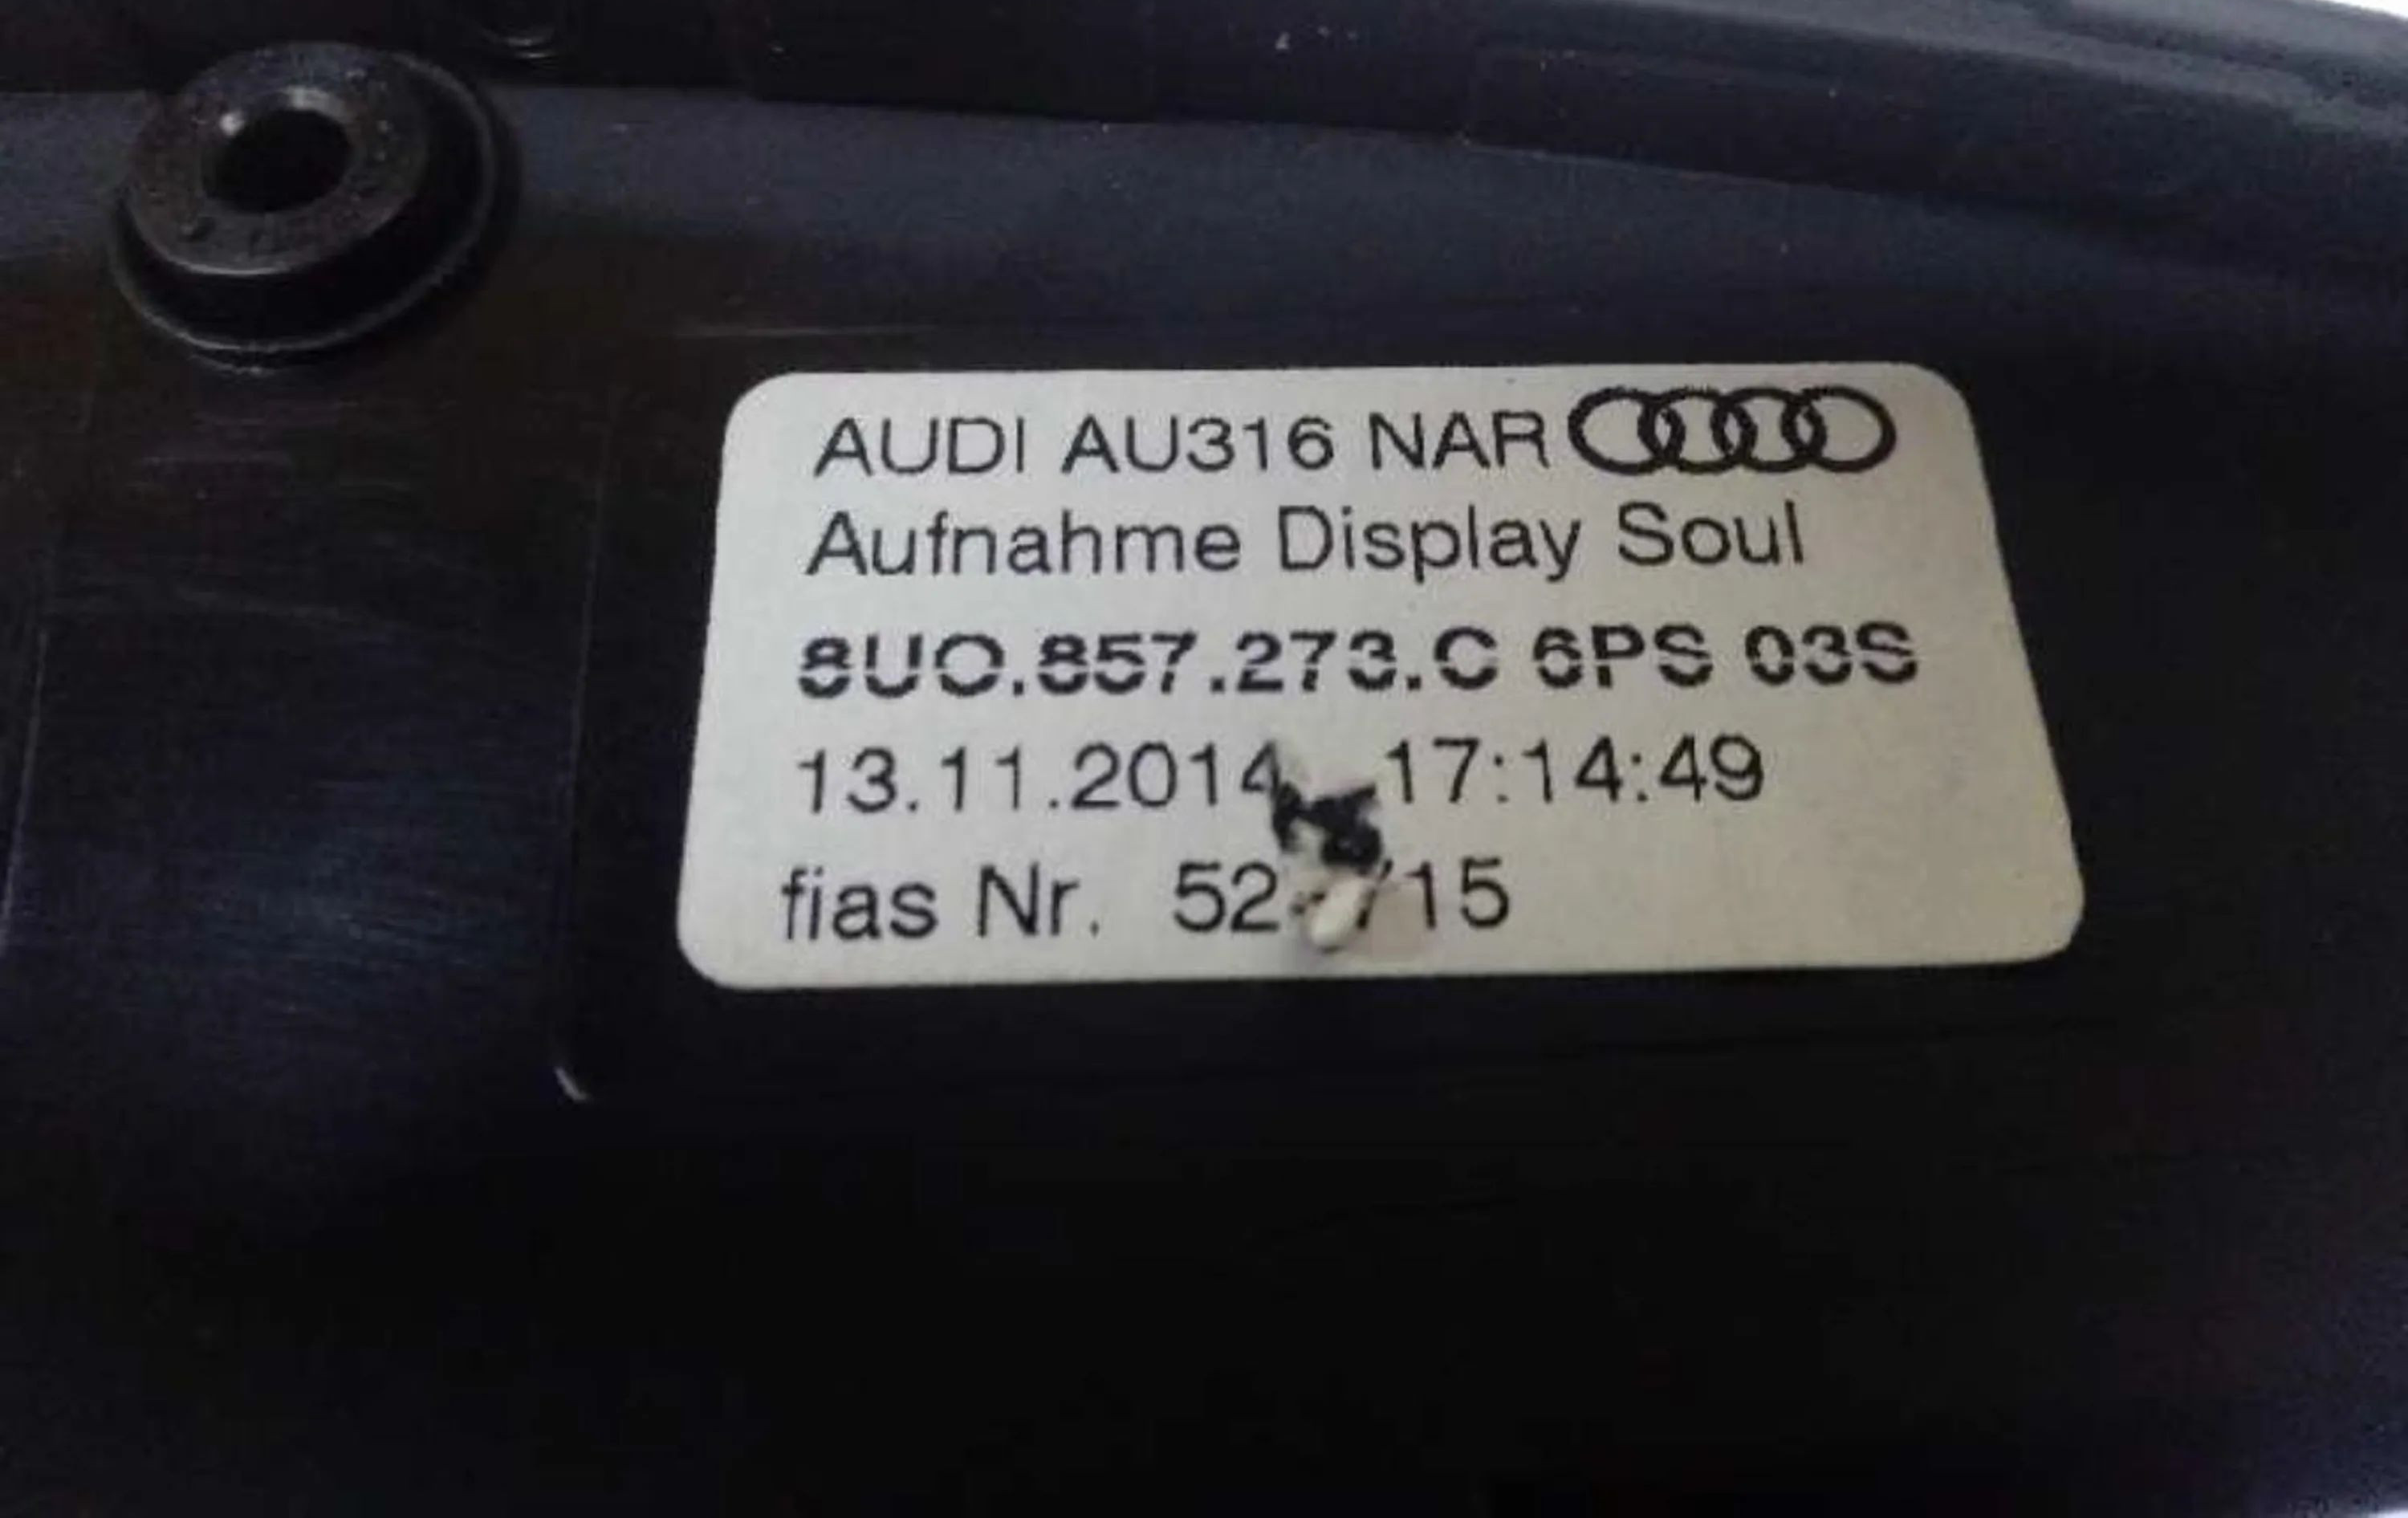 AUDI AU316 NAR
Aufnahme Display Soul
8U0.857.273.C 6PS 03S
13.11.2014 17:14:49
fias Nr.